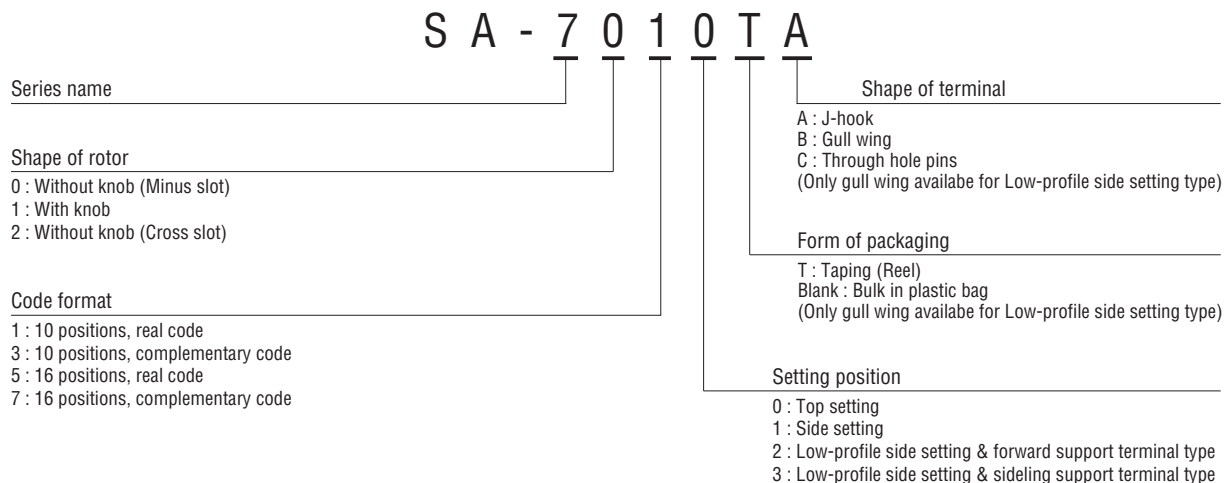 S A - 7 0 1 0 T A
Series name
Shape of rotor
0 : Without knob (Minus slot)
1 : With knob
2 : Without knob (Cross slot)
Code format
1 : 10 positions, real code
3 : 10 positions, complementary code
5 : 16 positions, real code
7 : 16 positions, complementary code
Shape of terminal
A : J-hook
B : Gull wing
C : Through hole pins
(Only gull wing availabe for Low-profile side setting type)
Form of packaging
T : Taping (Reel)
Blank : Bulk in plastic bag
(Only gull wing availabe for Low-profile side setting type)
Setting position
0 : Top setting
1 : Side setting
2 : Low-profile side setting & forward support terminal type
3 : Low-profile side setting & sideling support terminal type